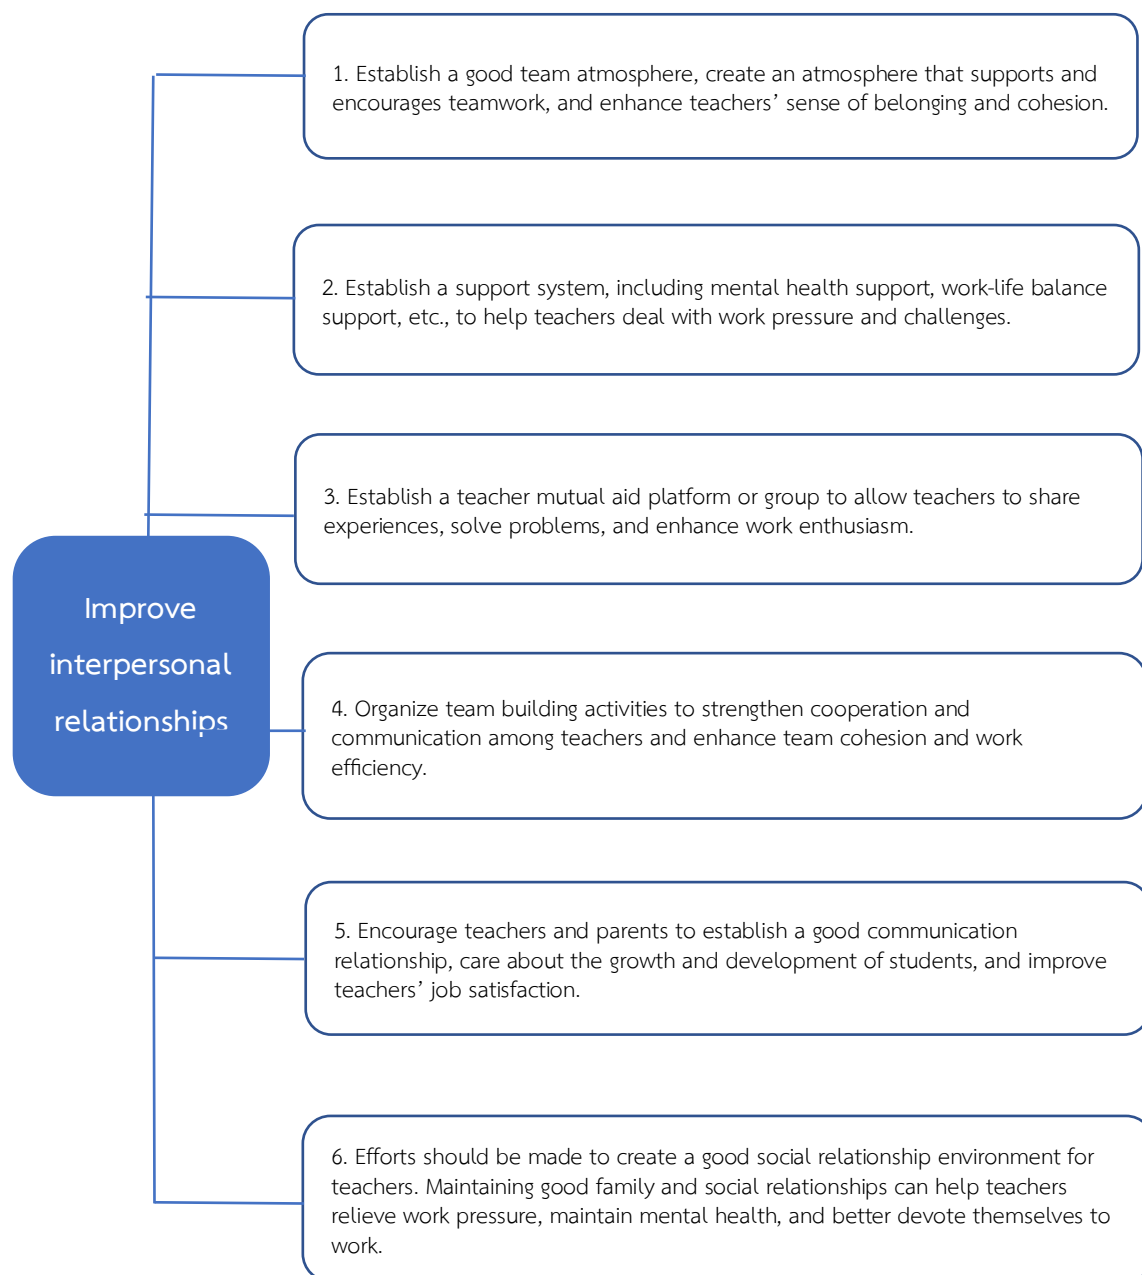 1. Establish a good team atmosphere, create an atmosphere that supports and
encourages teamwork, and enhance teachers’ sense of belonging and cohesion.
2. Establish a support system, including mental health support, work-life balance
support, etc., to help teachers deal with work pressure and challenges.
3. Establish a teacher mutual aid platform or group to allow teachers to share
experiences, solve problems, and enhance work enthusiasm.
Improve
interpersonal
relationships
4. Organize team building activities to strengthen cooperation and
communication among teachers and enhance team cohesion and work
efficiency.
5. Encourage teachers and parents to establish a good communication
relationship, care about the growth and development of students, and improve
teachers’ job satisfaction.
6. Efforts should be made to create a good social relationship environment for
teachers. Maintaining good family and social relationships can help teachers
relieve work pressure, maintain mental health, and better devote themselves to
work.